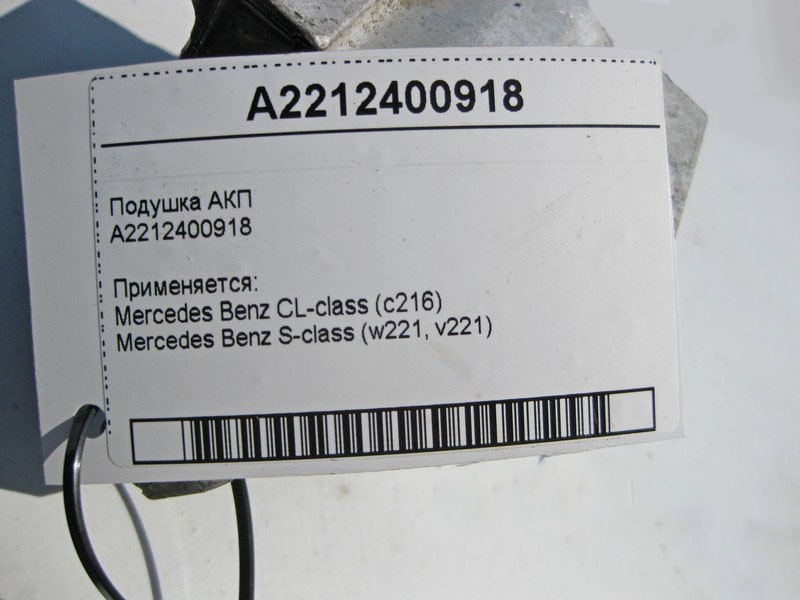 A2212400918
Подушка АКП
A2212400918
Применяется:
Mercedes Benz CL-class (c216)
Mercedes Benz S-class (w221, v221)